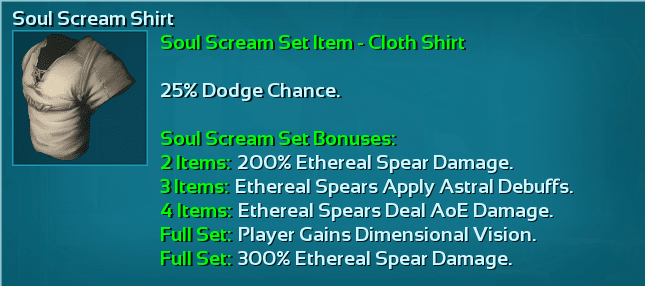 Soul Scream Shirt
Soul Scream Set Item - Cloth Shirt
25% Dodge Chance.
Soul Scream Set Bonuses:
2 Items: 200% Ethereal Spear Damage.
3 Items: Ethereal Spears Apply Astral Debuffs.
4 Items: Ethereal Spears Deal AoE Damage.
Full Set: Player Gains Dimensional Vision.
Full Set: 300% Ethereal Spear Damage.